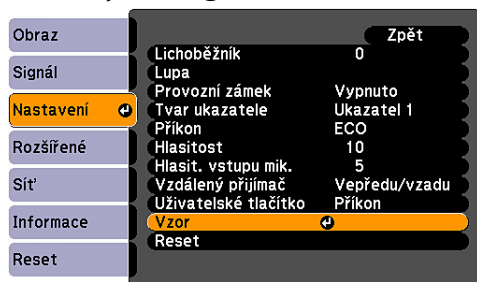 Obraz
Signál
Nastavení
Rozšířené
Síť
Informace
Reset
Zpět
Lichoběžník 0
Lupa
Provozní zámek Vypnuto
Tvar ukazatele Ukazatel 1
Příkon ECO
Hlasitost 10
Hlasit. vstupu mik. 5
Vzdálený přijímač Vepředu/vzadu
Uživatelské tlačítko Příkon
Vzor
Reset